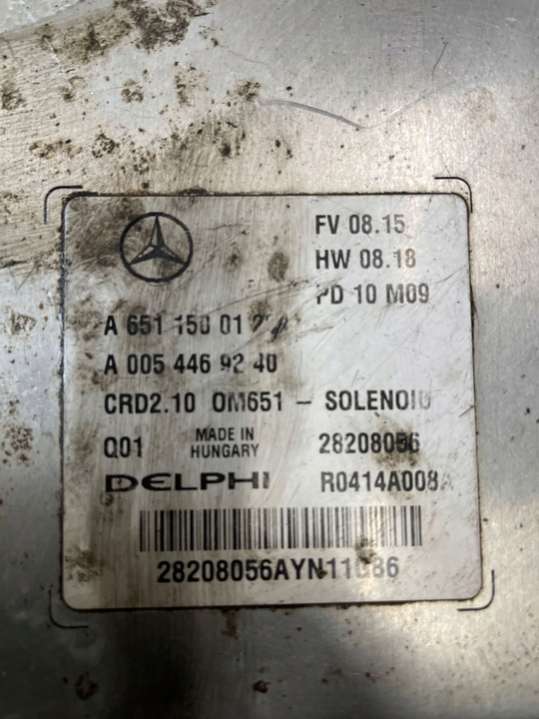 FV 08.15
HW 08.18
PD 10 M09
A 651 150 01
A 005 446 92 40
CRD2.10 OM651 - SOLENOID
Q01 MADE IN HUNGARY 28208056
DELPHI R0414A008A